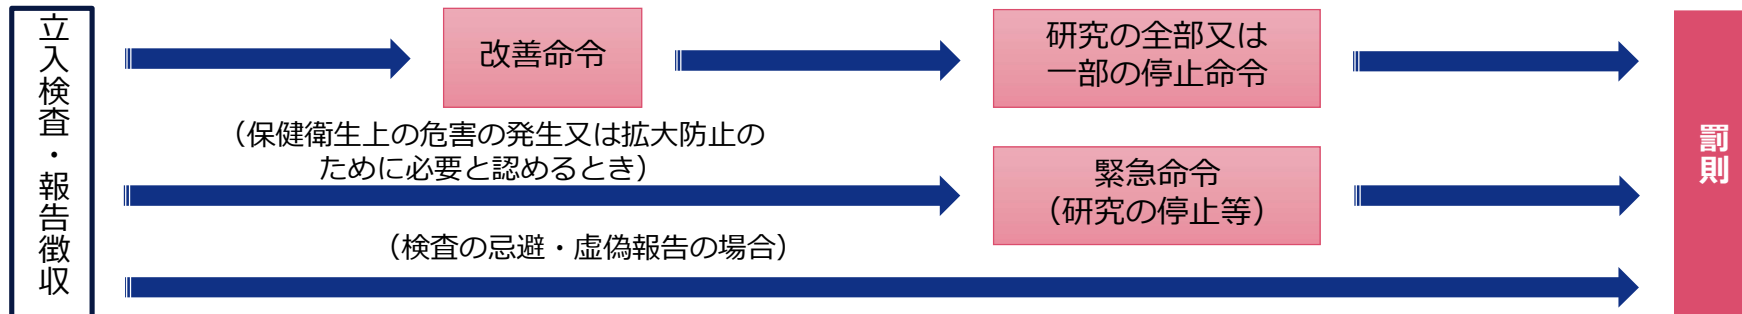 立入検査・報告徴収
改善命令
研究の全部又は
一部の停止命令
（保健衛生上の危害の発生又は拡大防止の
ために必要と認めるとき）
緊急命令
（研究の停止等）
（検査の忌避・虚偽報告の場合）
罰則